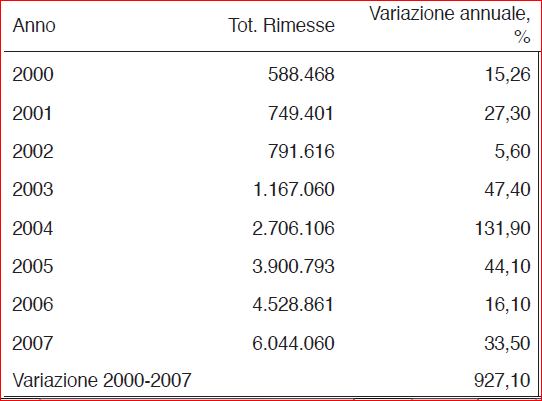 Anno Tot. Rimesse Variazione annuale, %
2000 588.468 15,26
2001 749.401 27,30
2002 791.616 5,60
2003 1.167.060 47,40
2004 2.706.106 131,90
2005 3.900.793 44,10
2006 4.528.861 16,10
2007 6.044.060 33,50
Variazione 2000-2007 927,10